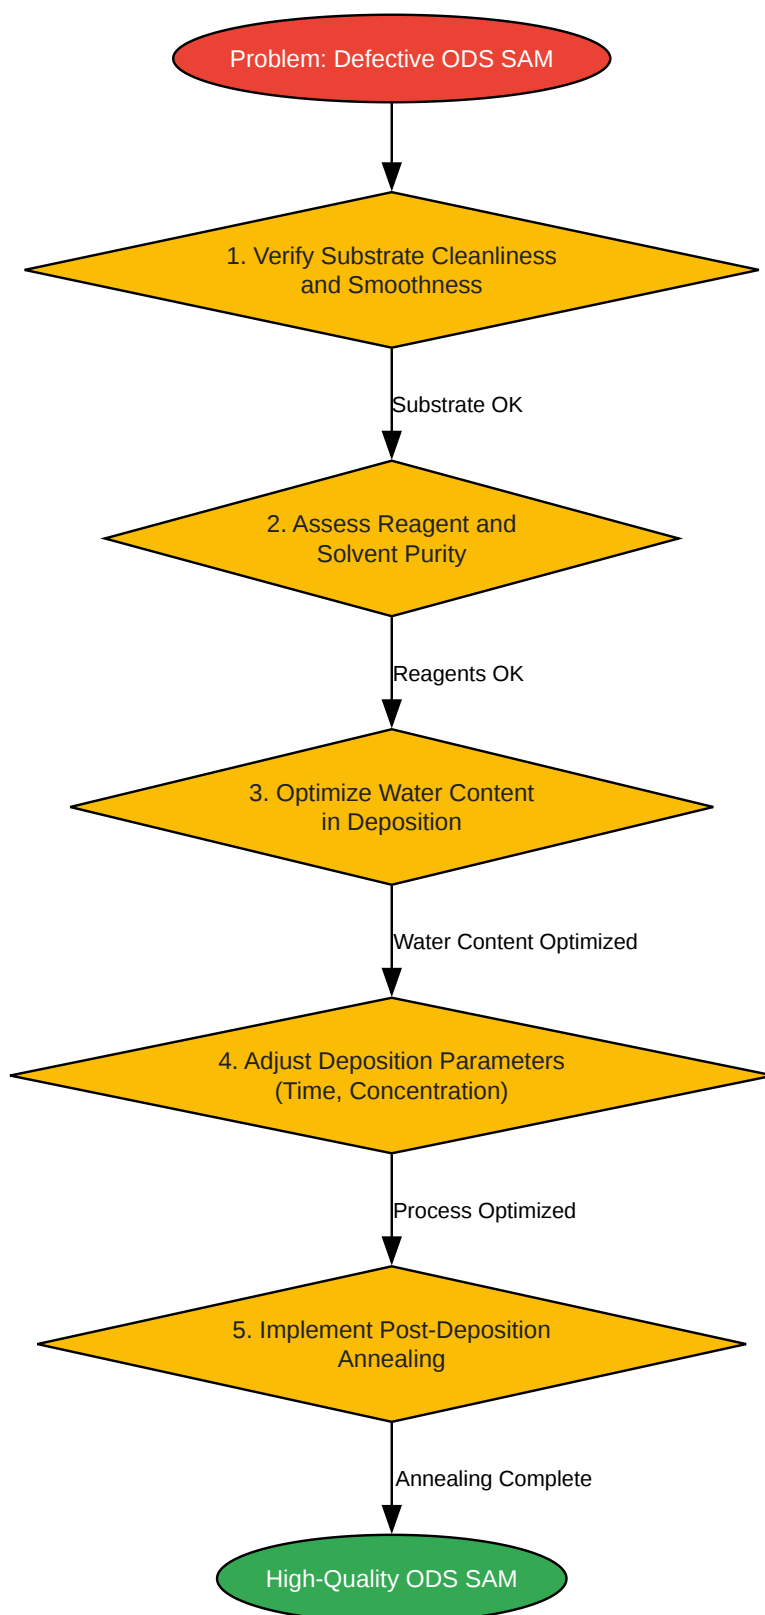 Problem: Defective ODS SAM
1. Verify Substrate Cleanliness
and Smoothness
Substrate OK
2. Assess Reagent and
Solvent Purity
Reagents OK
3. Optimize Water Content
in Deposition
Water Content Optimized
4. Adjust Deposition Parameters
(Time, Concentration)
Process Optimized
5. Implement Post-Deposition
Annealing
Annealing Complete
High-Quality ODS SAM